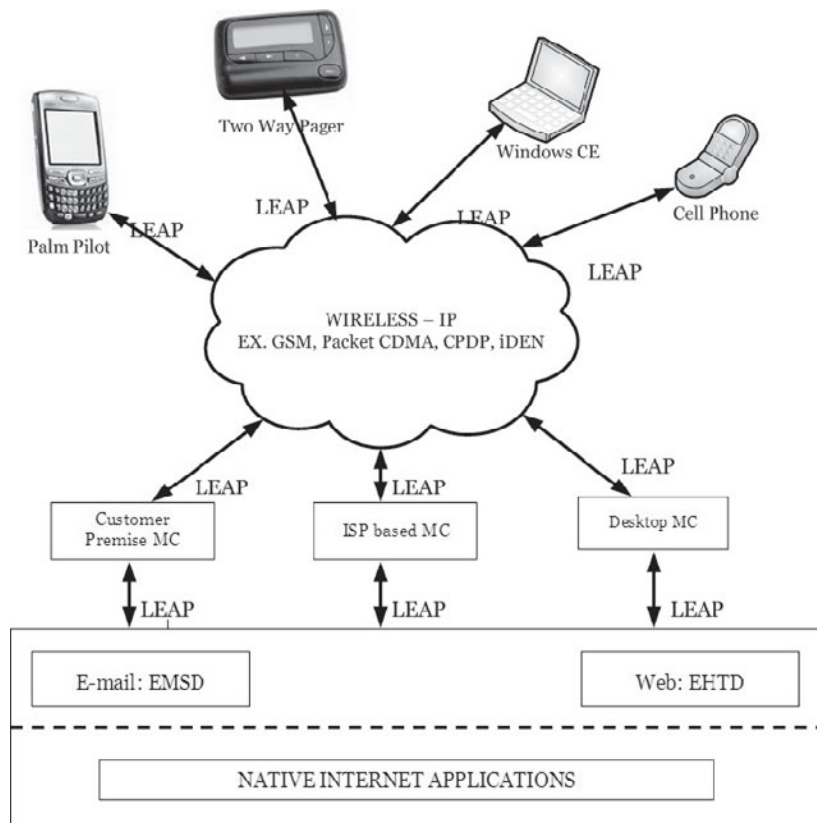 Two Way Pager
Windows CE
Cell Phone
Palm Pilot
LEAP
LEAP
LEAP
LEAP
WIRELESS – IP
EX. GSM, Packet CDMA, CPDP, iDEN
LEAP
LEAP
LEAP
Customer
Premise MC
ISP based MC
Desktop MC
LEAP
LEAP
LEAP
E-mail: EMSD
Web: EHTD
NATIVE INTERNET APPLICATIONS